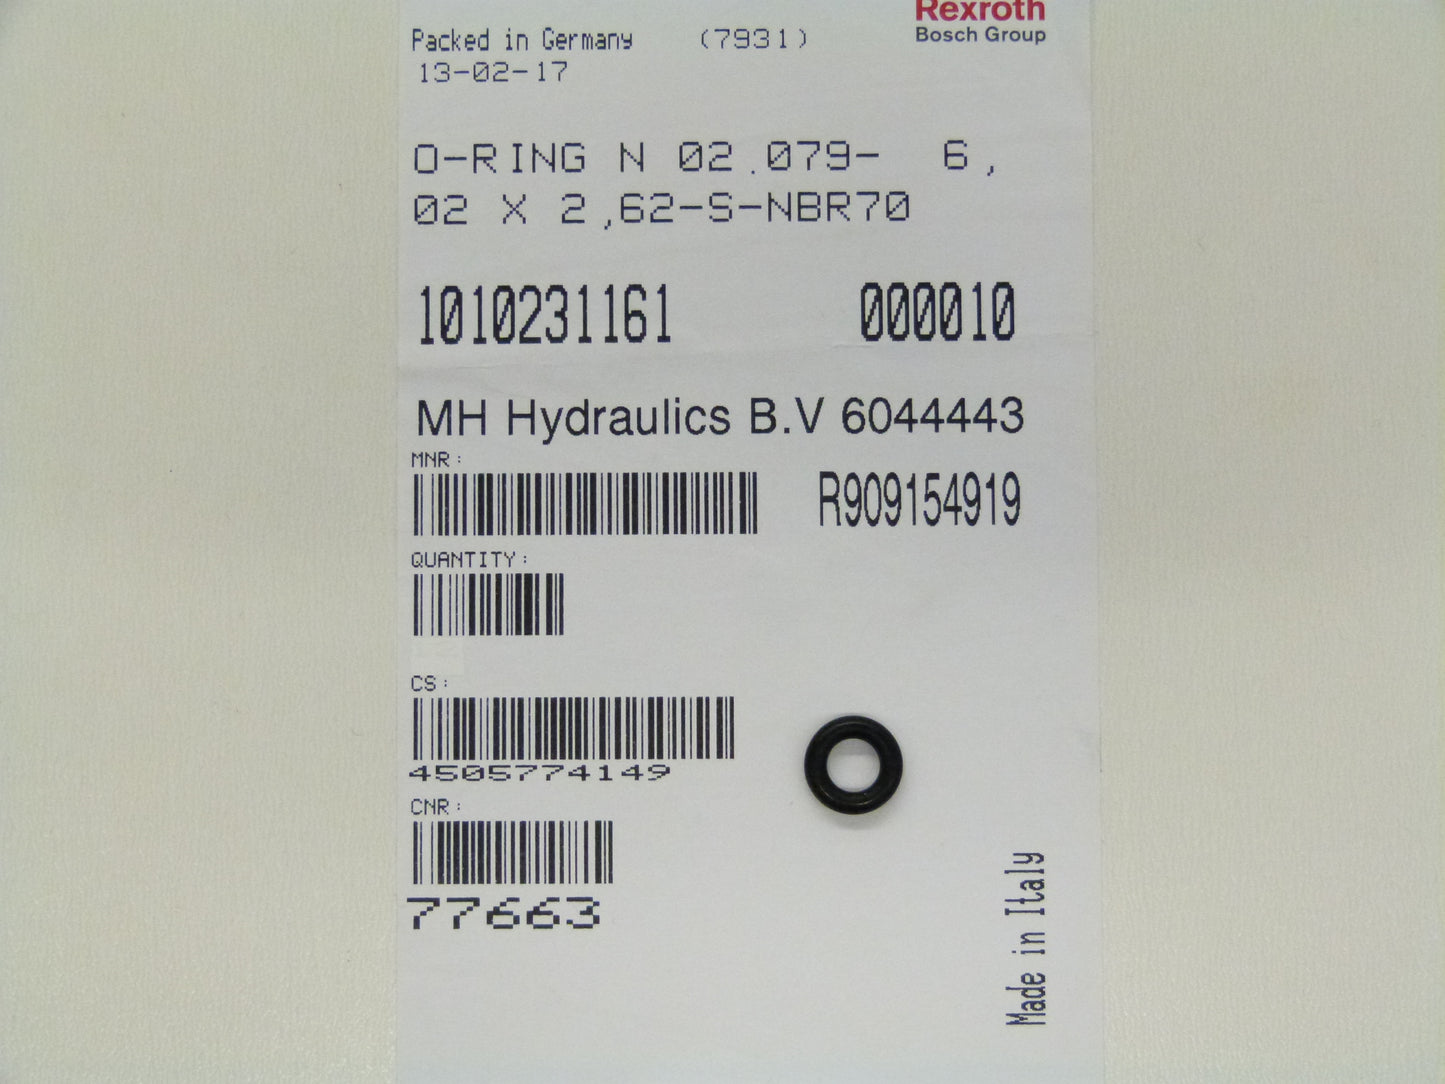 Rexroth
Bosch Group
Packed in Germany (7931)
13-02-17
O-RING N 02.079- 6,
02 X 2,62-S-NBR70
1010231161 000010
MH Hydraulics B.V 6044443
MNR:
R909154919
QUANTITY:
CS:
4505774149
CNR:
77663
Made in Italy